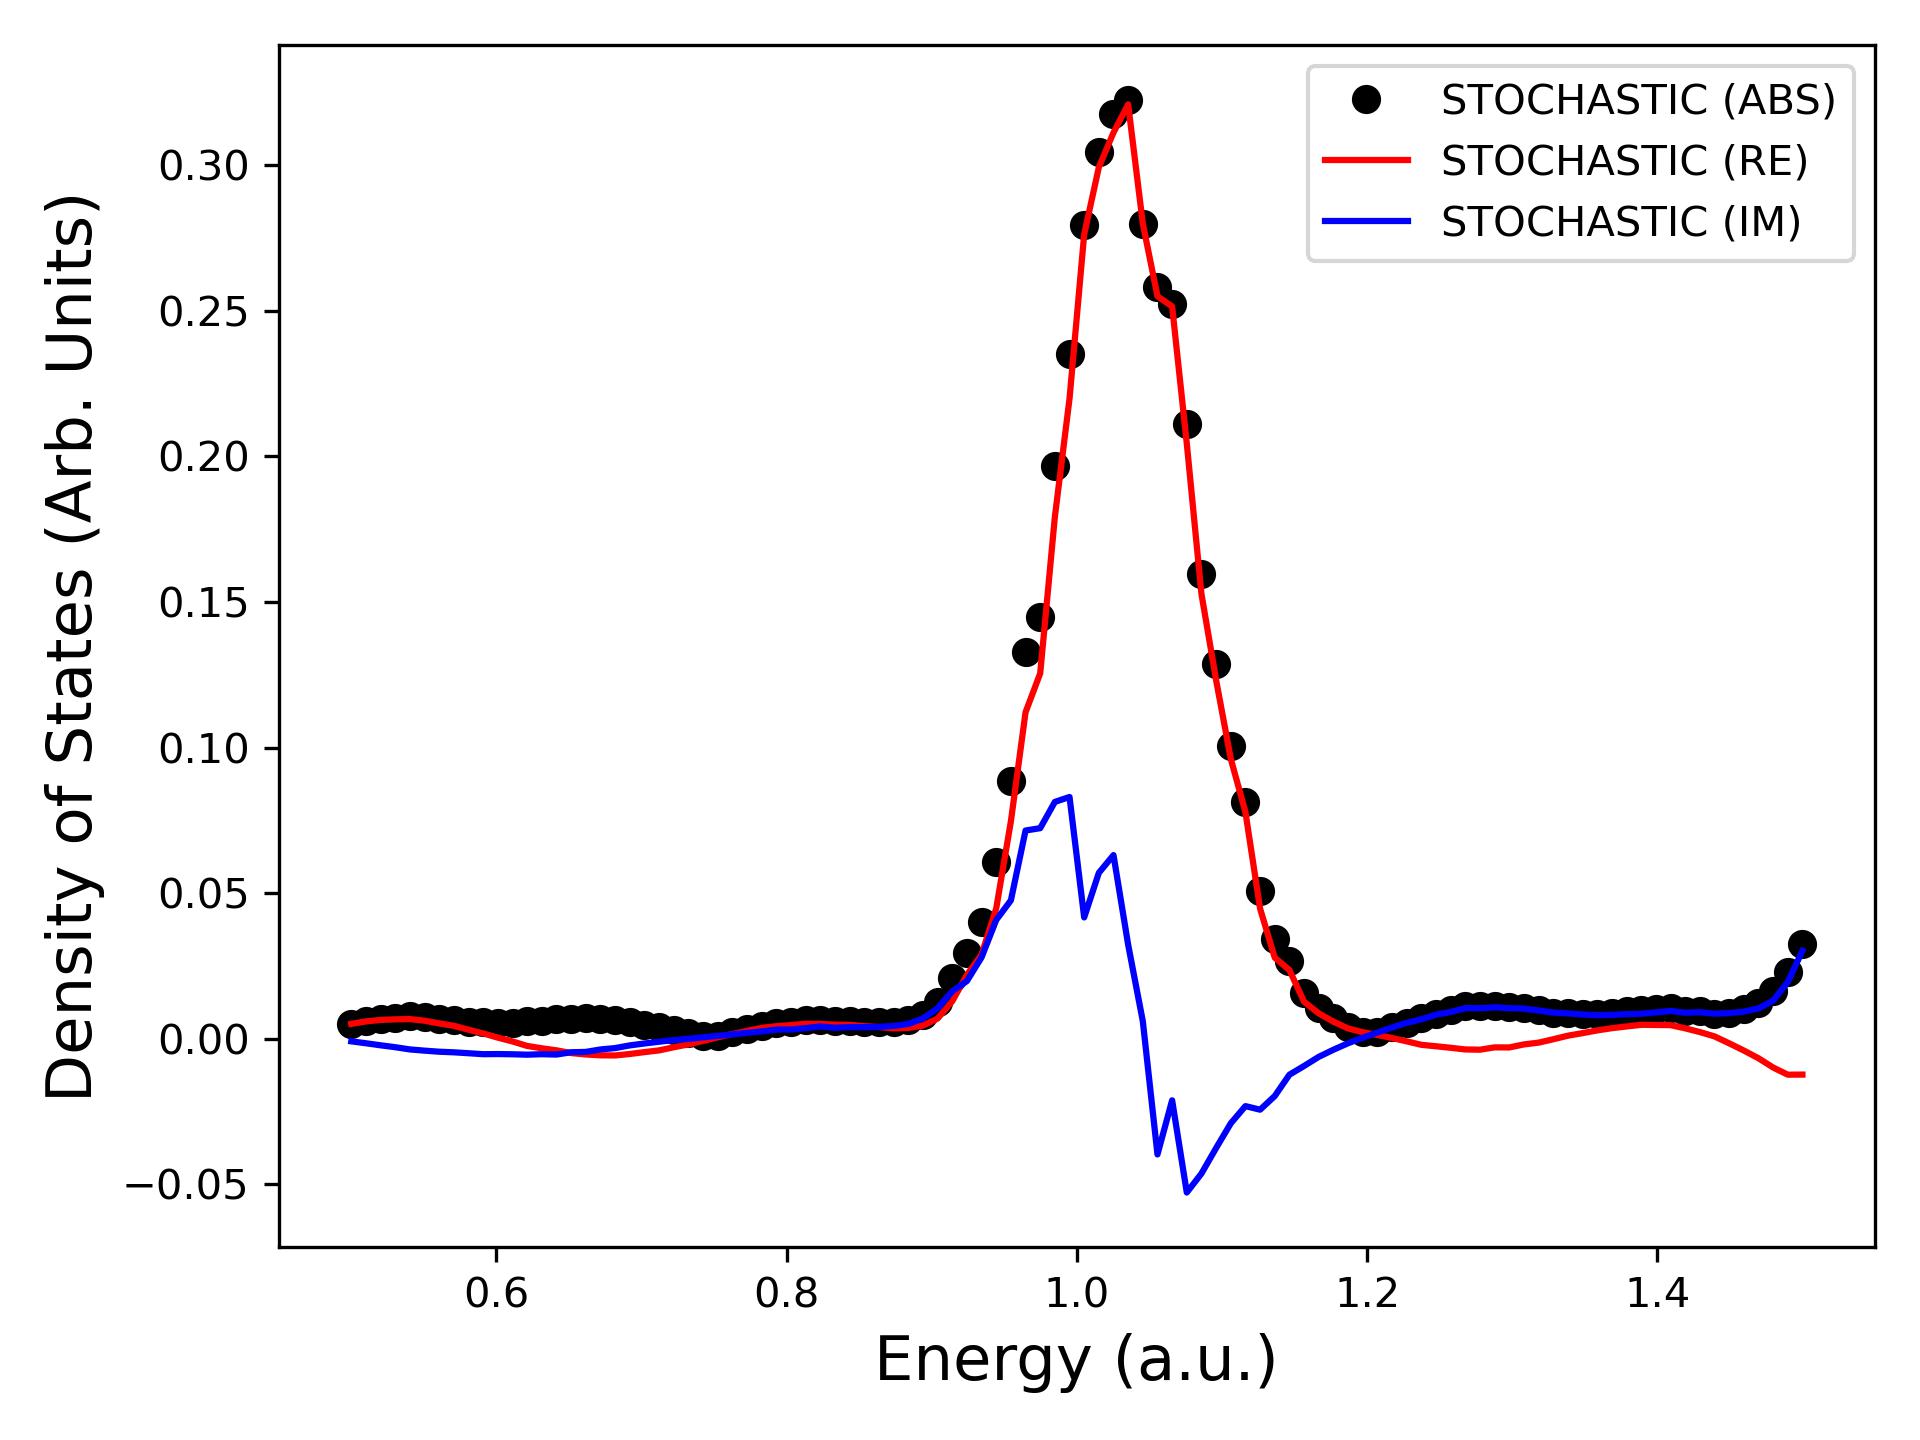 STOCHASTIC (ABS)
STOCHASTIC (RE)
STOCHASTIC (IM)
Density of States (Arb. Units)
0.30
0.25
0.20
0.15
0.10
0.05
0.00
−0.05
0.6
0.8
1.0
1.2
1.4
Energy (a.u.)